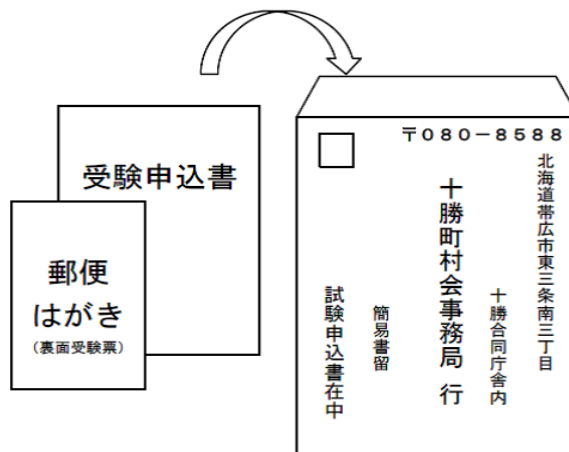 受験申込書
郵便
はがき
(裏面受験票)
〒080-8588
北海道帯広市東三条南三丁目
十勝合同庁舎内
十勝町村会事務局 行
簡易書留
試験申込書在中